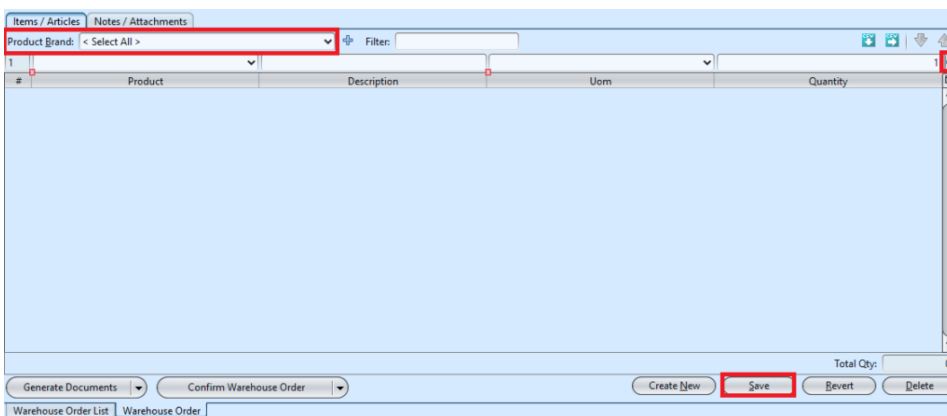 Items / Articles Notes / Attachments
Product Brand: < Select All > Filter:
1 1
# Product Description Uom Quantity
Total Qty:
Generate Documents Confirm Warehouse Order Create New Save Revert Delete
Warehouse Order List Warehouse Order